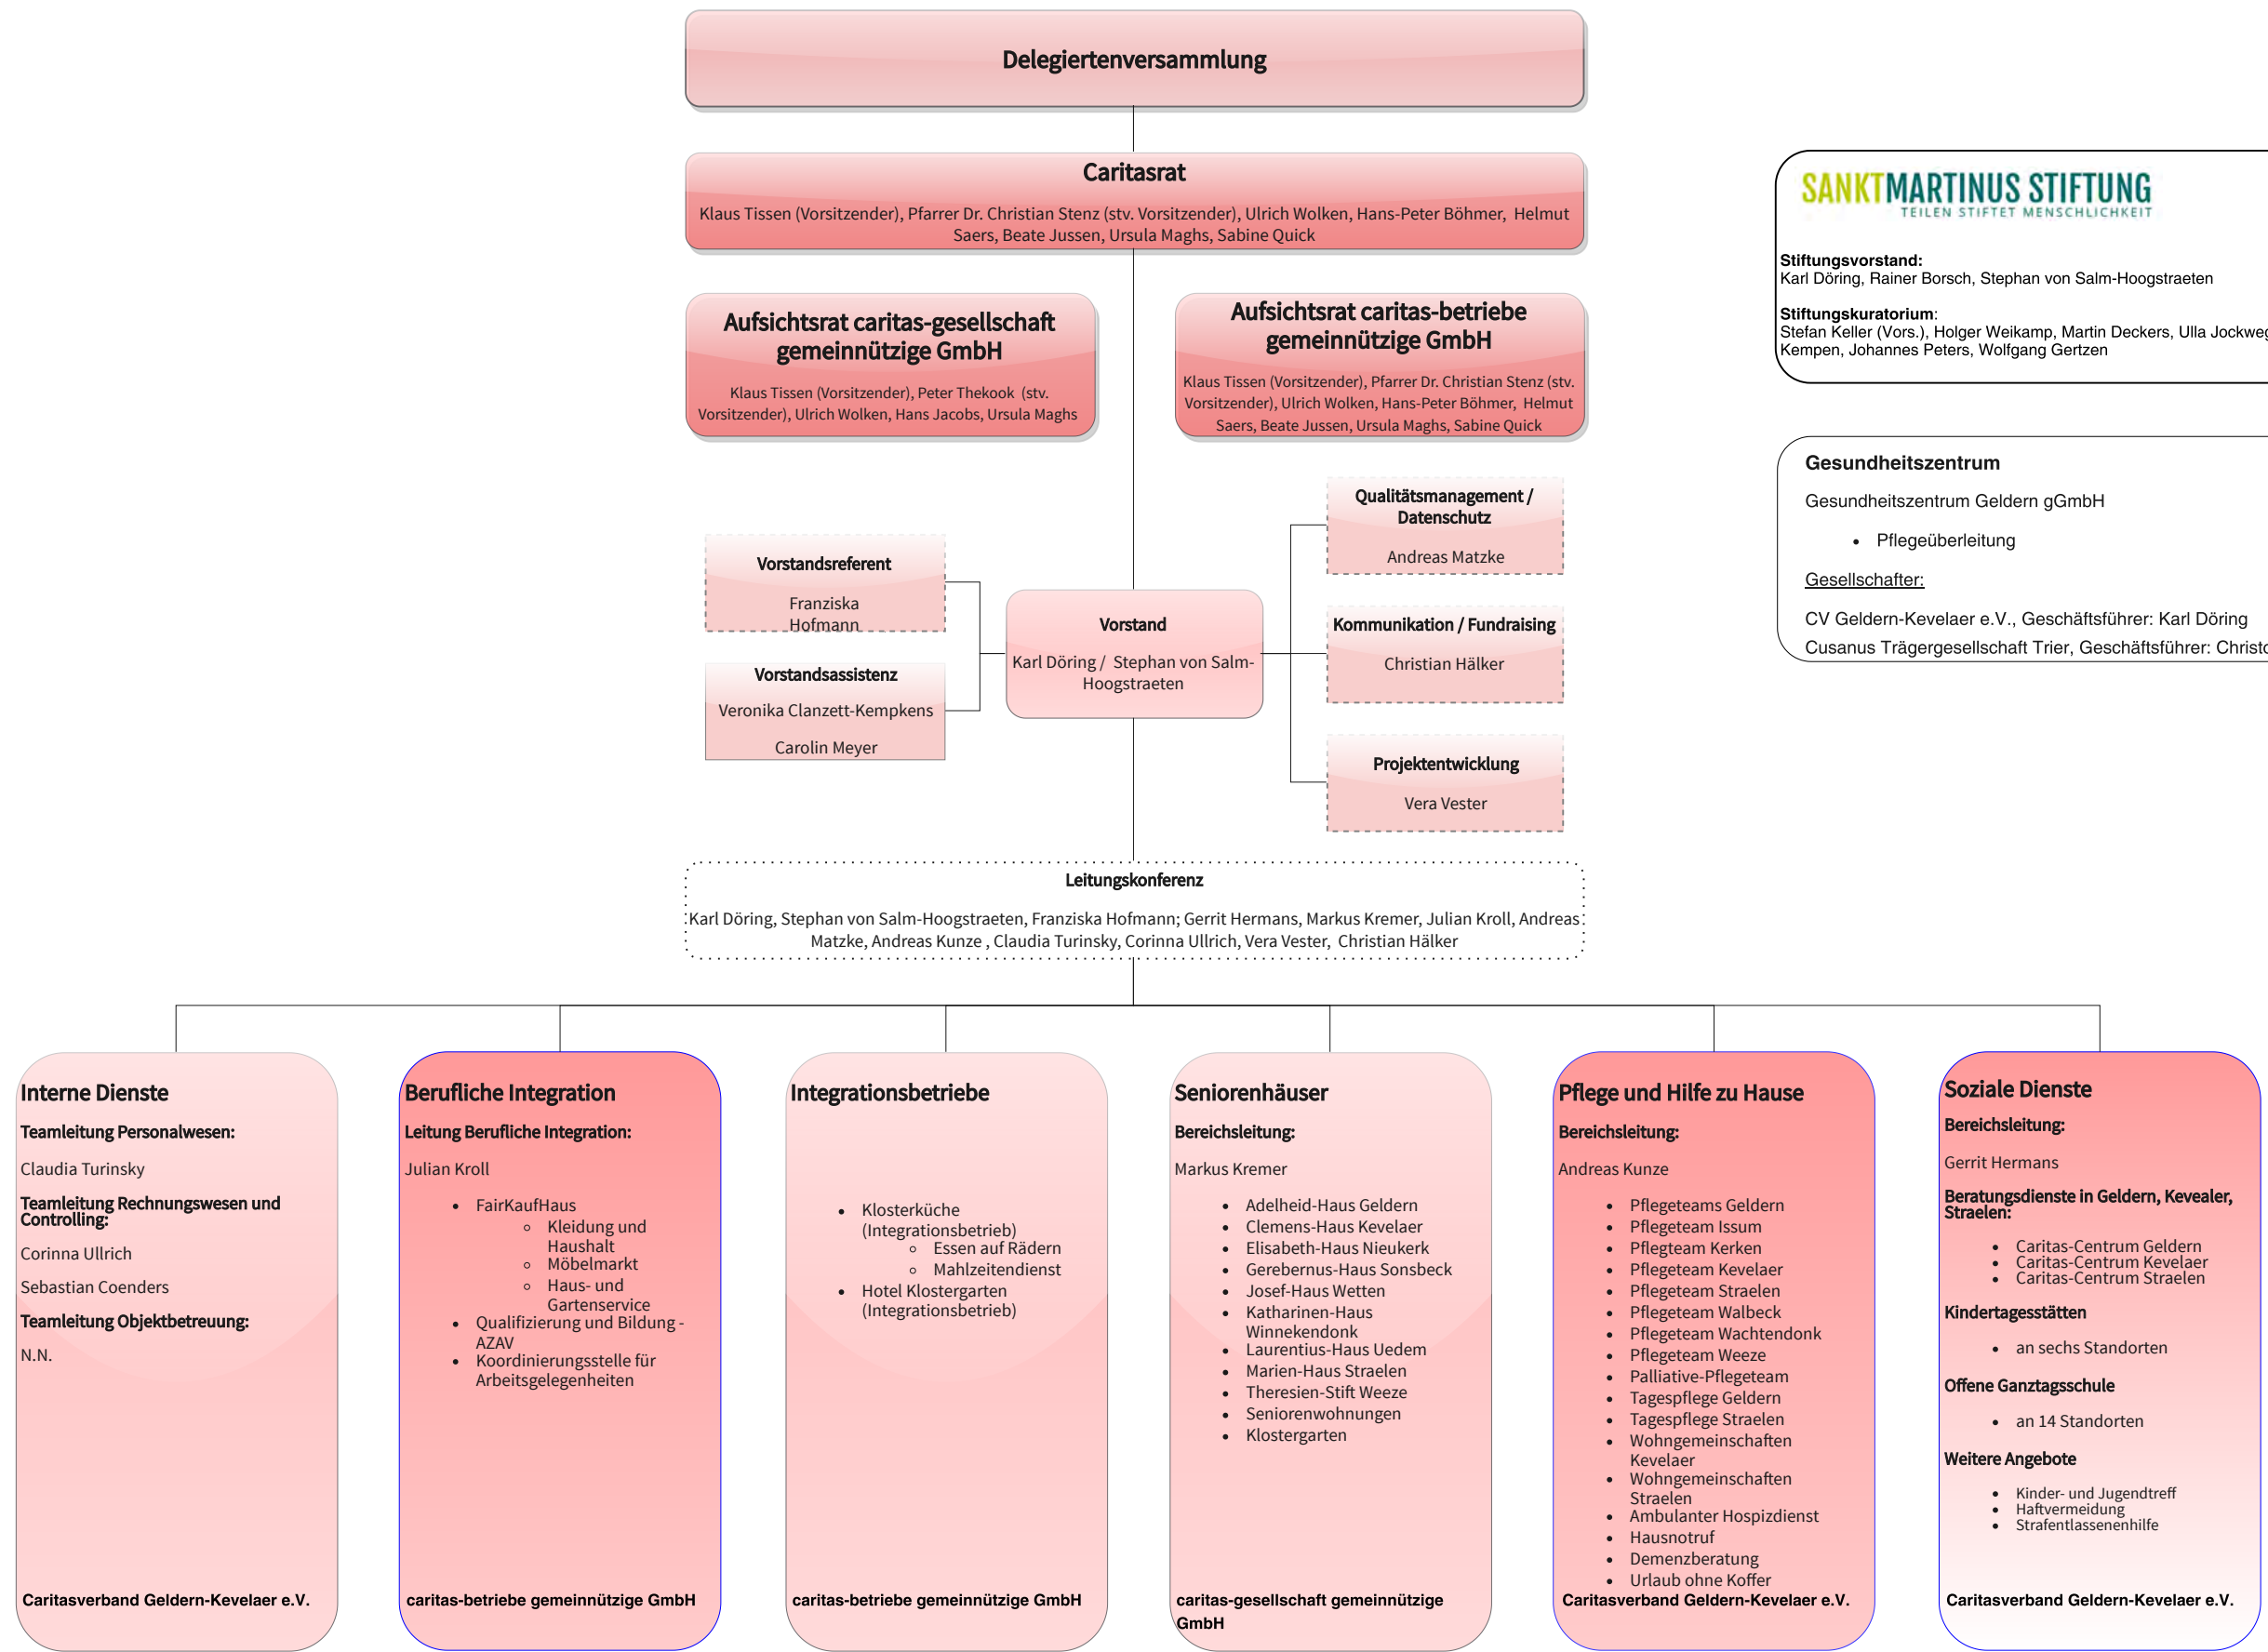 Delegiertenversammlung
Caritasrat
Klaus Tissen (Vorsitzender), Pfarrer Dr. Christian Stenz (stv. Vorsitzender), Ulrich Wolken, Hans-Peter Böhmer, Helmut
Saers, Beate Jussen, Ursula Maghs, Sabine Quick
SANKTMARTINUS STIFTUNG
TEILEN STIFTET MENSCHLICHKEIT
Stiftungsvorstand:
Karl Döring, Rainer Borsch, Stephan von Salm-Hoogstraeten
Stiftungskuratorium:
Stefan Keller (Vors.), Holger Weikamp, Martin Deckers, Ulla Jockweg
Kempen, Johannes Peters, Wolfgang Gertzen
Aufsichtsrat caritas-gesellschaft
gemeinnützige GmbH
Klaus Tissen (Vorsitzender), Peter Thekook (stv.
Vorsitzender), Ulrich Wolken, Hans Jacobs, Ursula Maghs
Aufsichtsrat caritas-betriebe
gemeinnützige GmbH
Klaus Tissen (Vorsitzender), Pfarrer Dr. Christian Stenz (stv.
Vorsitzender), Ulrich Wolken, Hans-Peter Böhmer, Helmut
Saers, Beate Jussen, Ursula Maghs, Sabine Quick
Gesundheitszentrum
Gesundheitszentrum Geldern gGmbH
• Pflegeüberleitung
Gesellschafter:
CV Geldern-Kevelaer e.V., Geschäftsführer: Karl Döring
Cusanus Trägergesellschaft Trier, Geschäftsführer:
Vorstandsreferent
Franziska
Hofmann
Vorstandsassistenz
Veronika Clanzett-Kempkens
Carolin Meyer
Vorstand
Karl Döring / Stephan von Salm-
Hoogstraeten
Qualitätsmanagement /
Datenschutz
Andreas Matzke
Kommunikation / Fundraising
Christian Hälker
Projektentwicklung
Vera Vester
Leitungskonferenz
Karl Döring, Stephan von Salm-Hoogstraeten, Franziska Hofmann; Gerrit Hermans, Markus Kremer, Julian Kroll, Andreas
Matzke, Andreas Kunze , Claudia Turinsky, Corinna Ullrich, Vera Vester, Christian Hälker
Interne Dienste
Teamleitung Personalwesen:
Claudia Turinsky
Teamleitung Rechnungswesen und
Controlling:
Corinna Ullrich
Sebastian Coenders
Teamleitung Objektbetreuung:
N.N.
Caritasverband Geldern-Kevelaer e.V.
Berufliche Integration
Leitung Berufliche Integration:
Julian Kroll
• FairKaufHaus
◦ Kleidung und
Haushalt
◦ Möbelmarkt
◦ Haus- und
Gartenservice
• Qualifizierung und Bildung -
AZAV
• Koordinierungsstelle für
Arbeitsgelegenheiten
caritas-betriebe gemeinnützige GmbH
Integrationsbetriebe
• Klosterküche
(Integrationsbetrieb)
◦ Essen auf Rädern
◦ Mahlzeitendienst
• Hotel Klostergarten
(Integrationsbetrieb)
caritas-betriebe gemeinnützige GmbH
Seniorenhäuser
Bereichsleitung:
Markus Kremer
• Adelheid-Haus Geldern
• Clemens-Haus Kevelaer
• Elisabeth-Haus Nieukerk
• Gerebernus-Haus Sonsbeck
• Josef-Haus Wetten
• Katharinen-Haus
Winnekendonk
• Laurentius-Haus Uedem
• Marien-Haus Straelen
• Theresien-Stift Weeze
• Seniorenwohnungen
• Klostergarten
caritas-gesellschaft gemeinnützige
GmbH
Pflege und Hilfe zu Hause
Bereichsleitung:
Andreas Kunze
• Pflegeteams Geldern
• Pflegeteam Issum
• Pflegteam Kerken
• Pflegeteam Kevelaer
• Pflegeteam Straelen
• Pflegeteam Walbeck
• Pflegeteam Wachtendonk
• Pflegeteam Weeze
• Palliative-Pflegeteam
• Tagespflege Geldern
• Tagespflege Straelen
• Wohngemeinschaften
Kevelaer
• Wohngemeinschaften
Straelen
• Ambulanter Hospizdienst
• Hausnotruf
• Demenzberatung
• Urlaub ohne Koffer
Caritasverband Geldern-Kevelaer e.V.
Soziale Dienste
Bereichsleitung:
Gerrit Hermans
Beratungsdienste in Geldern, Kevealer,
Straelen:
• Caritas-Centrum Geldern
• Caritas-Centrum Kevelaer
• Caritas-Centrum Straelen
Kindertagesstätten
• an sechs Standorten
Offene Ganztagsschule
• an 14 Standorten
Weitere Angebote
• Kinder- und Jugendtreff
• Haftvermeidung
• Strafentlassenenhilfe
Caritasverband Geldern-Kevelaer e.V.